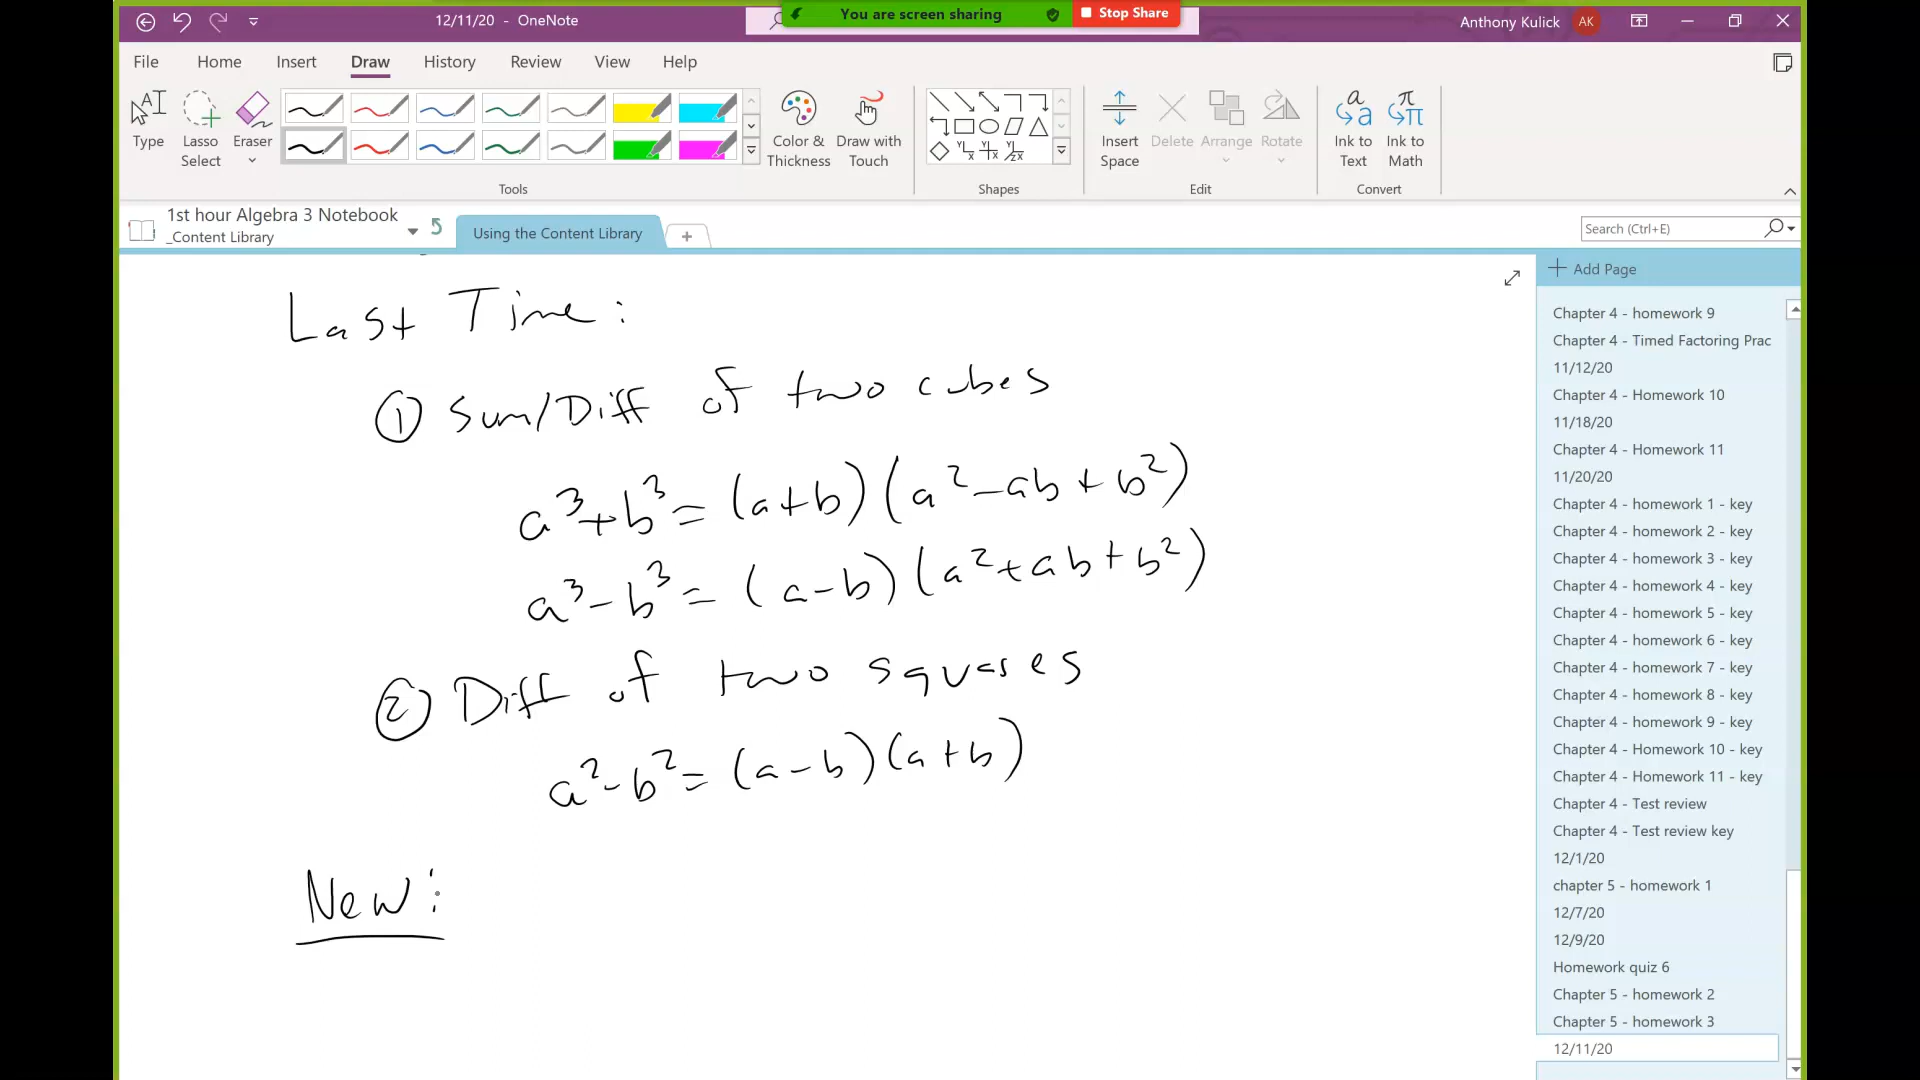 12/11/20 - OneNote
You are screen sharing
Stop Share
Anthony Kulick
AK
File Home Insert Draw History Review View Help
Type
Lasso Select
Eraser
Color & Thickness
Draw with Touch
Insert Space
Delete
Arrange
Rotate
Ink to Text
Ink to Math
Tools
Shapes
Edit
Convert
1st hour Algebra 3 Notebook
_Content Library
Using the Content Library
Search (Ctrl+E)
Last Time:
① Sum/Diff of two cubes
a³+b³=(a+b)(a²-ab+b²)
a³-b³=(a-b)(a²+ab+b²)
② Diff of two squares
a²-b²=(a-b)(a+b)
New:
Add Page
Chapter 4 - homework 9
Chapter 4 - Timed Factoring Prac
11/12/20
Chapter 4 - Homework 10
11/18/20
Chapter 4 - Homework 11
11/20/20
Chapter 4 - homework 1 - key
Chapter 4 - homework 2 - key
Chapter 4 - homework 3 - key
Chapter 4 - homework 4 - key
Chapter 4 - homework 5 - key
Chapter 4 - homework 6 - key
Chapter 4 - homework 7 - key
Chapter 4 - homework 8 - key
Chapter 4 - homework 9 - key
Chapter 4 - Homework 10 - key
Chapter 4 - Homework 11 - key
Chapter 4 - Test review
Chapter 4 - Test review key
12/1/20
chapter 5 - homework 1
12/7/20
12/9/20
Homework quiz 6
Chapter 5 - homework 2
Chapter 5 - homework 3
12/11/20